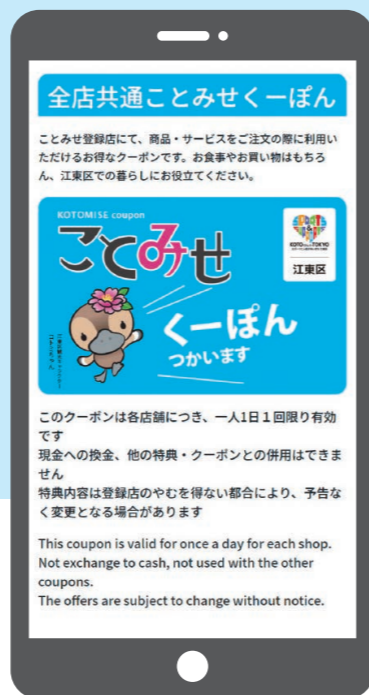 全店共通ことみせくーぽん
ことみせ登録店にて、商品・サービスをご注文の際に利用い
ただけるお得なクーポンです。お食事やお買い物はもちろ
ん、江東区での暮らしにお役立てください。
KOTOMISE coupon
ことみせ
江東区
くーぽん
つかいます
このクーポンは各店舗につき、一人1日1回限り有効
です
現金への換金、他の特典・クーポンとの併用はできま
せん
特典内容は登録店のやむを得ない都合により、予告な
く変更となる場合があります
This coupon is valid for once a day for each shop.
Not exchange to cash, not used with the other
coupons.
The offers are subject to change without notice.